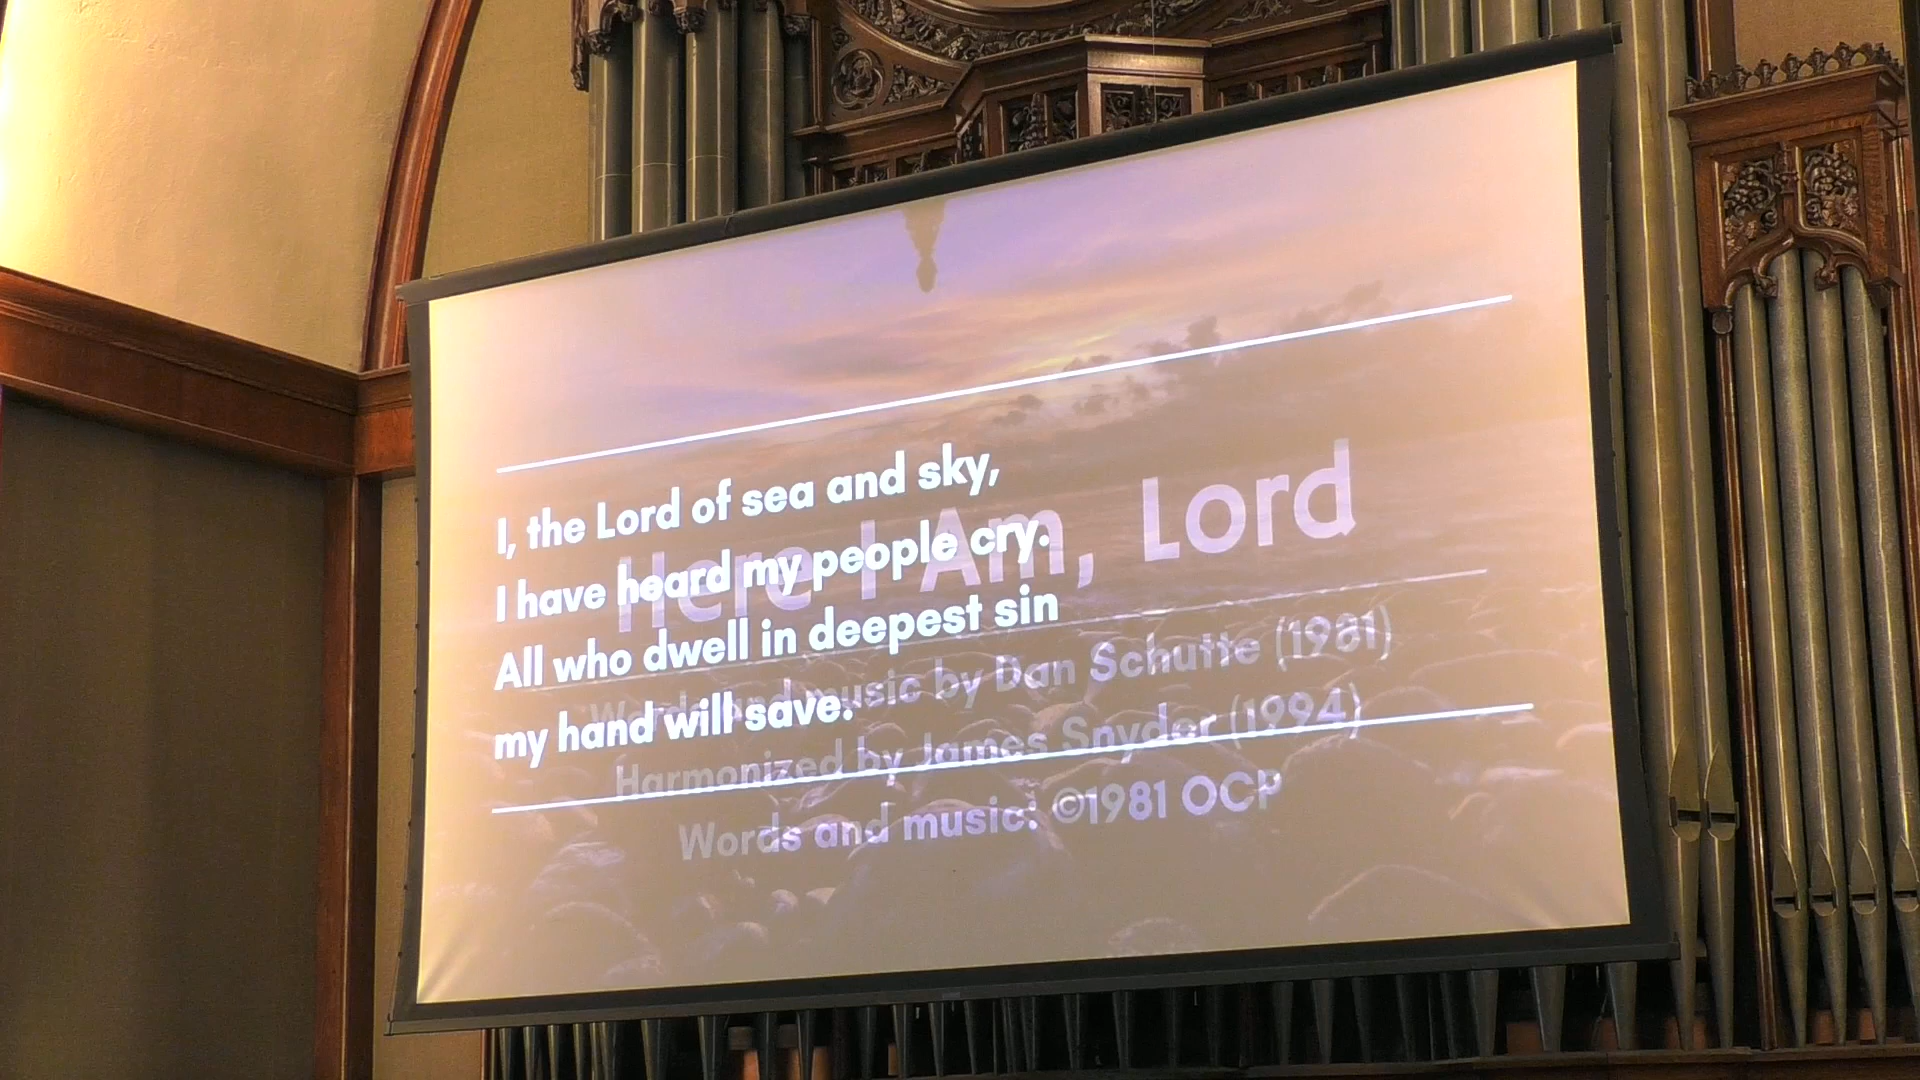 I, the Lord of sea and sky,
I have heard my people cry.
All who dwell in deepest sin
my hand will save.
Here I Am, Lord
Words and music by Dan Schutte (1981)
Harmonized by James Snyder (1994)
Words and music: ©1981 OCP